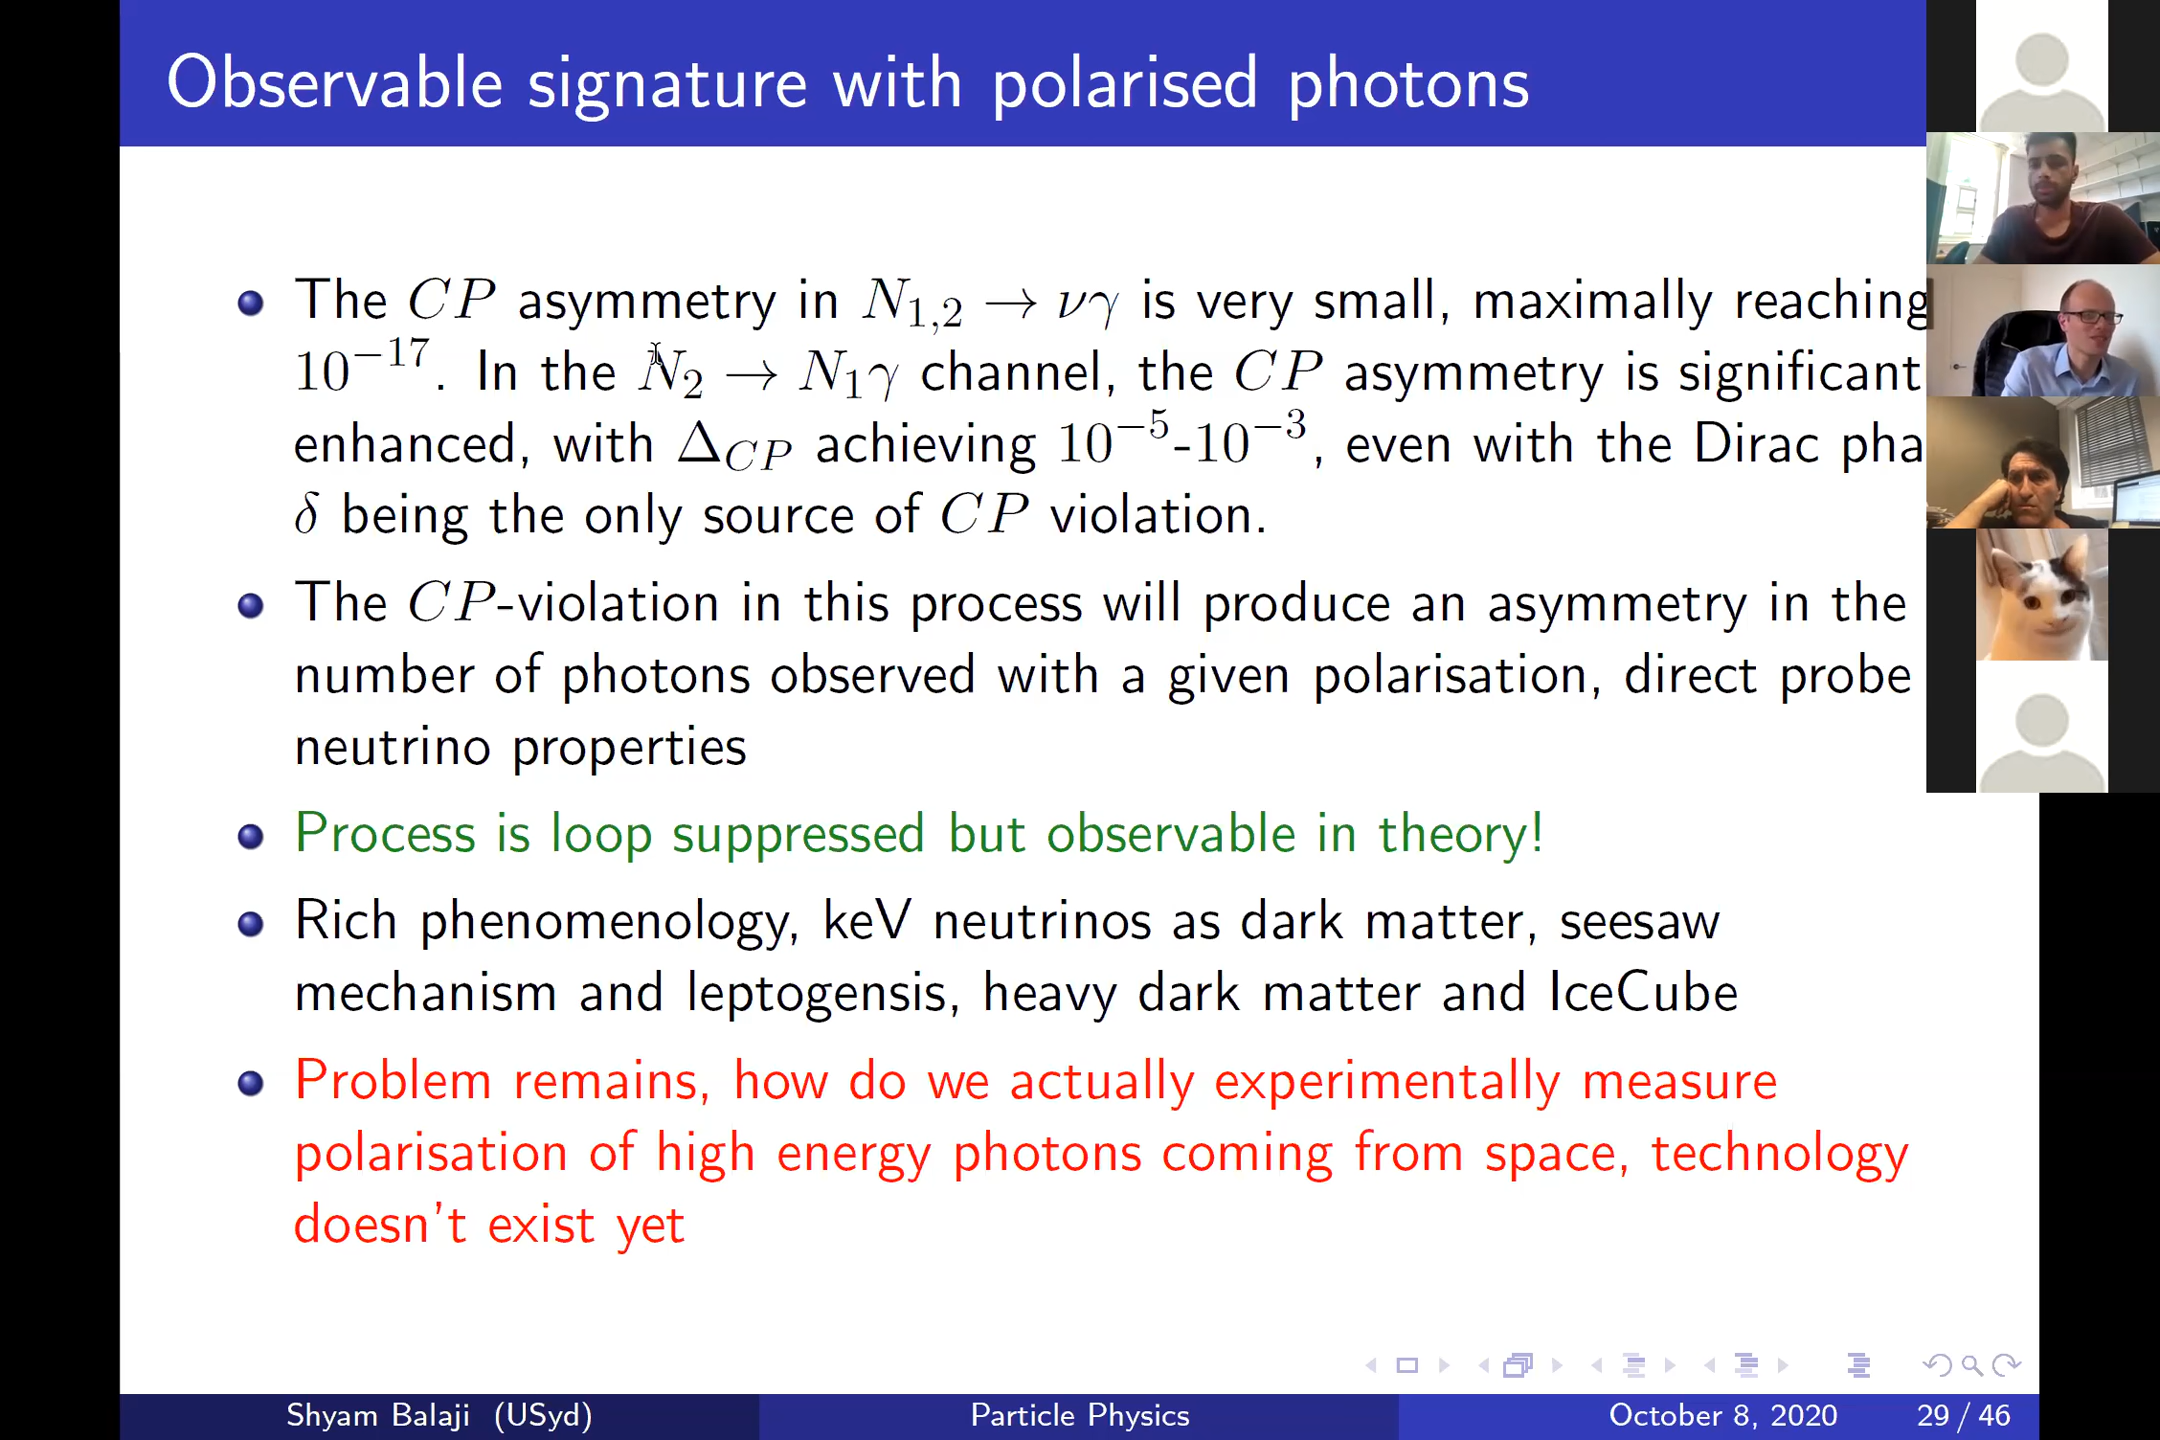 Observable signature with polarised photons
The CP asymmetry in N₁,₂ → νγ is very small, maximally reaching
10⁻¹⁷. In the N₂ → N₁γ channel, the CP asymmetry is significant
enhanced, with Δ_CP achieving 10⁻⁵-10⁻³, even with the Dirac pha
δ being the only source of CP violation.
The CP-violation in this process will produce an asymmetry in the
number of photons observed with a given polarisation, direct probe
neutrino properties
Process is loop suppressed but observable in theory!
Rich phenomenology, keV neutrinos as dark matter, seesaw
mechanism and leptogensis, heavy dark matter and IceCube
Problem remains, how do we actually experimentally measure
polarisation of high energy photons coming from space, technology
doesn't exist yet
Shyam Balaji (USyd) Particle Physics October 8, 2020 29 / 46